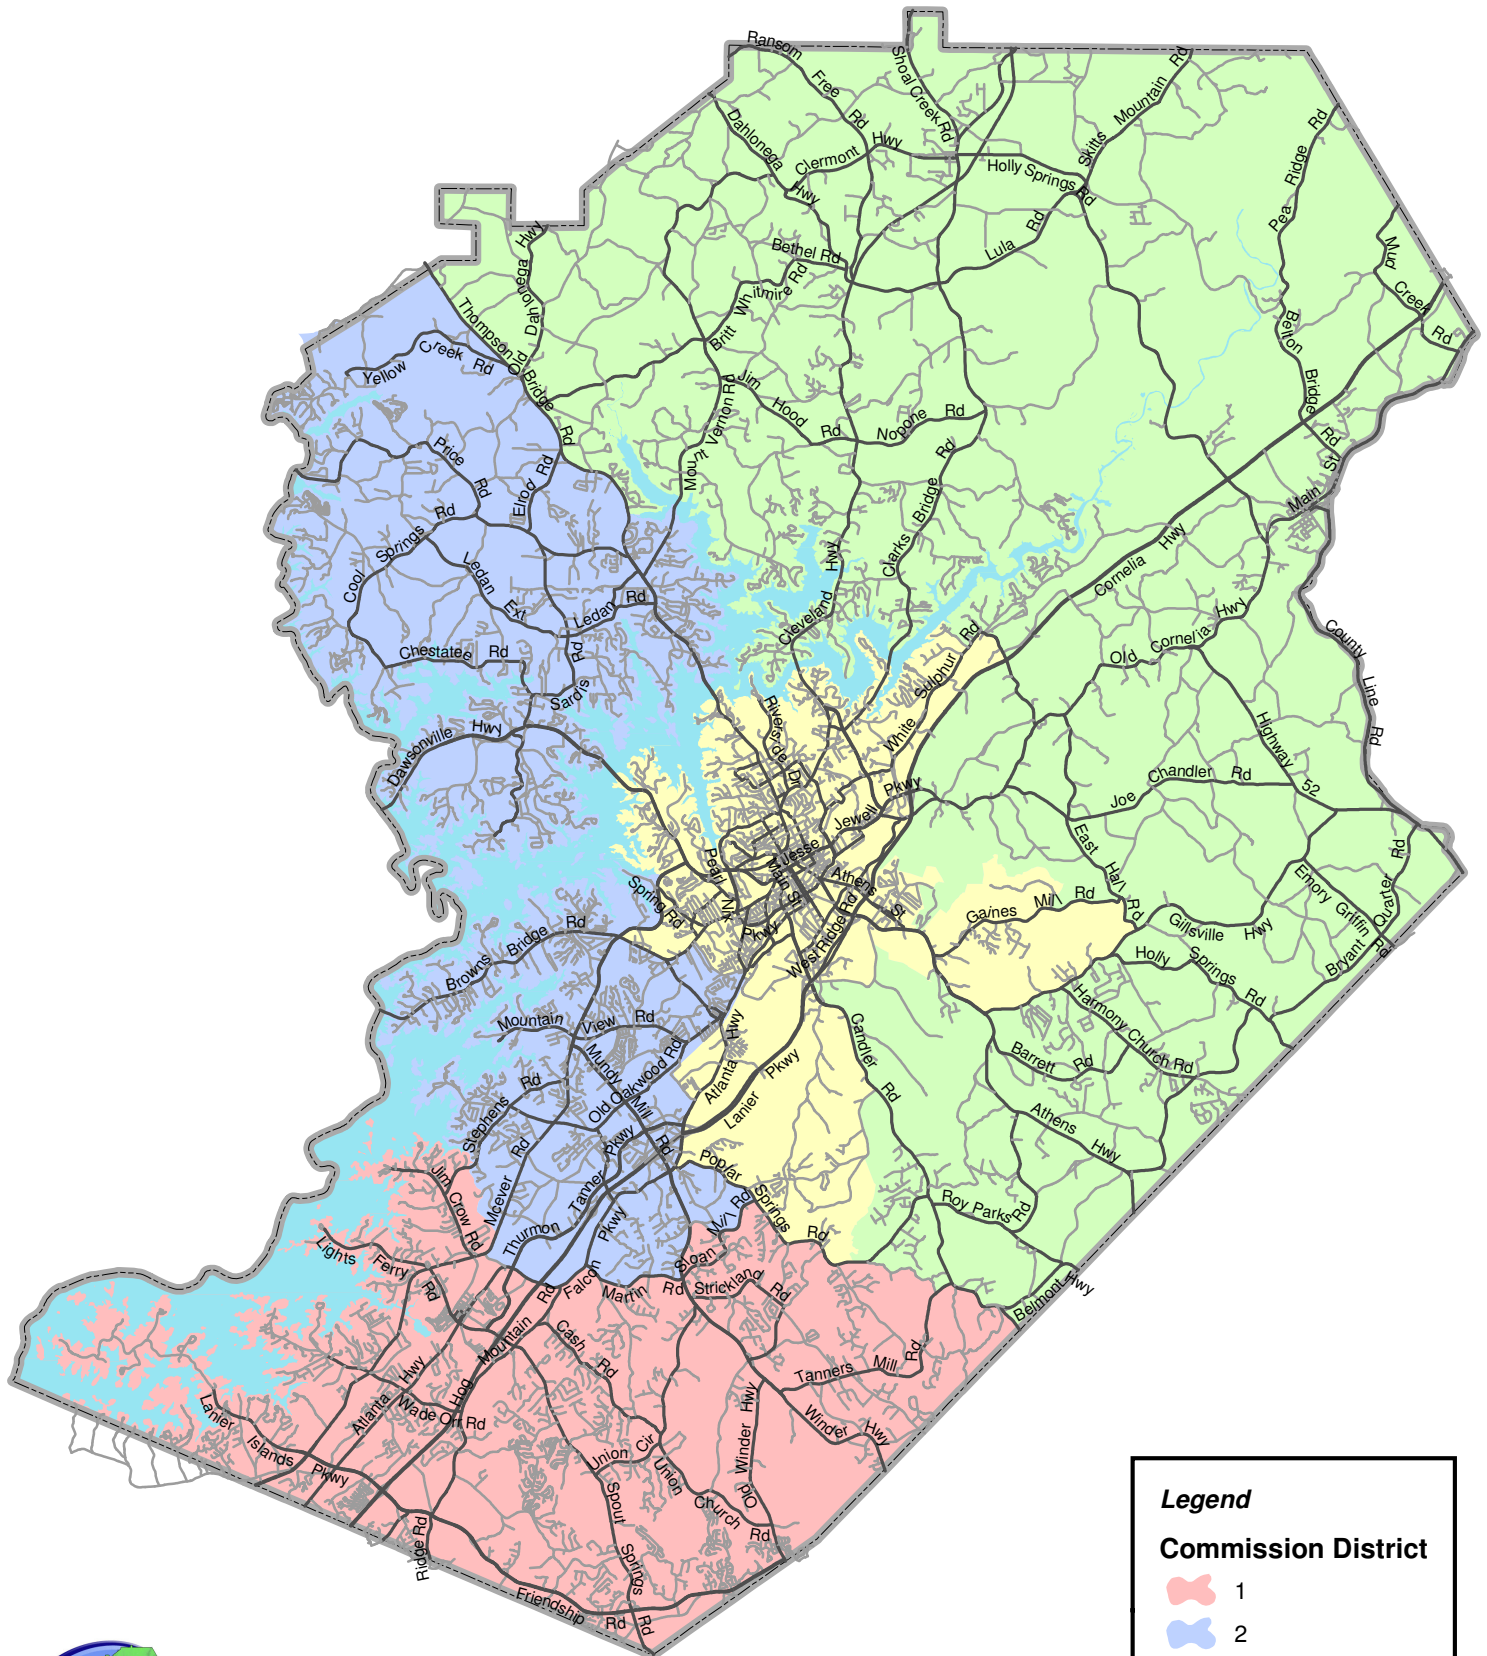 Ransom Free Rd
Shoal Creek Rd
Skitts Mountain Rd
Dahlonega Hwy
Clermont Hwy
Holly Springs Rd
Pea Ridge Rd
Mud Creek Rd
Old Dahlonega Hwy
Bethel Rd
Lula Rd
Britt Whitmire Rd
Thompson Bridge Rd
Belton Bridge Rd
Yellow Creek Rd
Jim Hood Rd
Nopone Rd
Mount Vernon Rd
Price Rd
Elrod Rd
Clarks Bridge Rd
Main St
Cool Springs Rd
Cleveland Hwy
Cornelia Hwy
Ledan Ext
Ledan Rd
Old Cornelia Hwy
County Line Rd
Chestatee Rd
Sardis Rd
White Sulphur Rd
Riverside Dr
Dawsonville Hwy
Highway 52
Joe Chandler Rd
Jesse Jewell Pkwy
Pearl Nix Pkwy
Main St
Athens St
East Hall Rd
Spring Rd
Gaines Mill Rd
Gillsville Hwy
Emory Griffin Rd
Bryant Quarter Rd
Browns Bridge Rd
West Ridge Rd
Holly Springs Rd
Mountain View Rd
Harmony Church Rd
Mundy Mill Rd
Old Oakwood Rd
Atlanta Hwy
Candler Rd
Barrett Rd
Lanier Pkwy
Stephens Rd
Athens Hwy
Mcever Rd
Tanner Pkwy
Thurmon
Poplar Springs Rd
Jim Crow Rd
Roy Parks Rd
Falcon Pkwy
Sloan Mill Rd
Lights Ferry Rd
Martin Rd
Strickland Rd
Belmont Hwy
Hog Mountain Rd
Cash Rd
Atlanta Hwy
Wade Orr Rd
Tanners Mill Rd
Lanier Islands Pkwy
Winder Hwy
Old Winder Hwy
Union Cir
Union Church Rd
Spout Springs Rd
Ridge Rd
Friendship Rd
Legend
Commission District
1
2